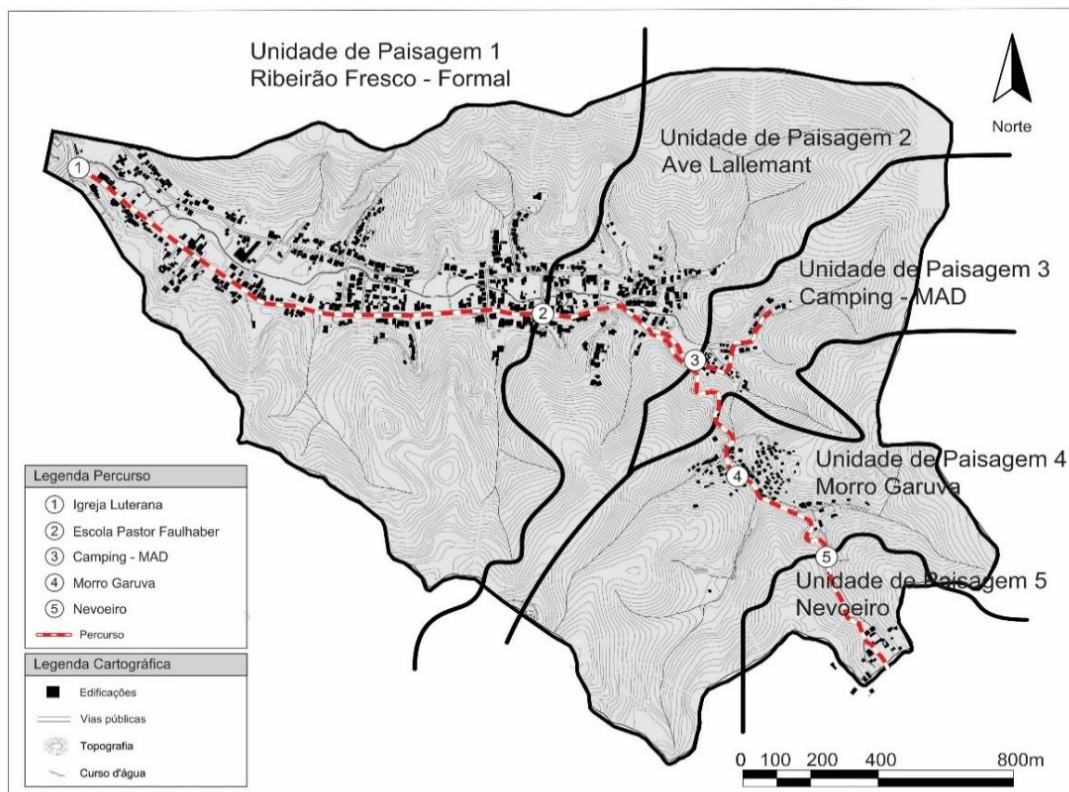 Unidade de Paisagem 1
Ribeirão Fresco - Formal
Norte
Unidade de Paisagem 2
Ave Lallemant
1
Unidade de Paisagem 3
Camping - MAD
2
3
Unidade de Paisagem 4
Morro Garuva
4
5
Unidade de Paisagem 5
Nevoeiro
Legenda Percurso
1 Igreja Luterana
2 Escola Pastor Faulhaber
3 Camping - MAD
4 Morro Garuva
5 Nevoeiro
Percurso
Legenda Cartográfica
Edificações
Vias públicas
Topografia
Curso d'água
0 100 200 400 800m